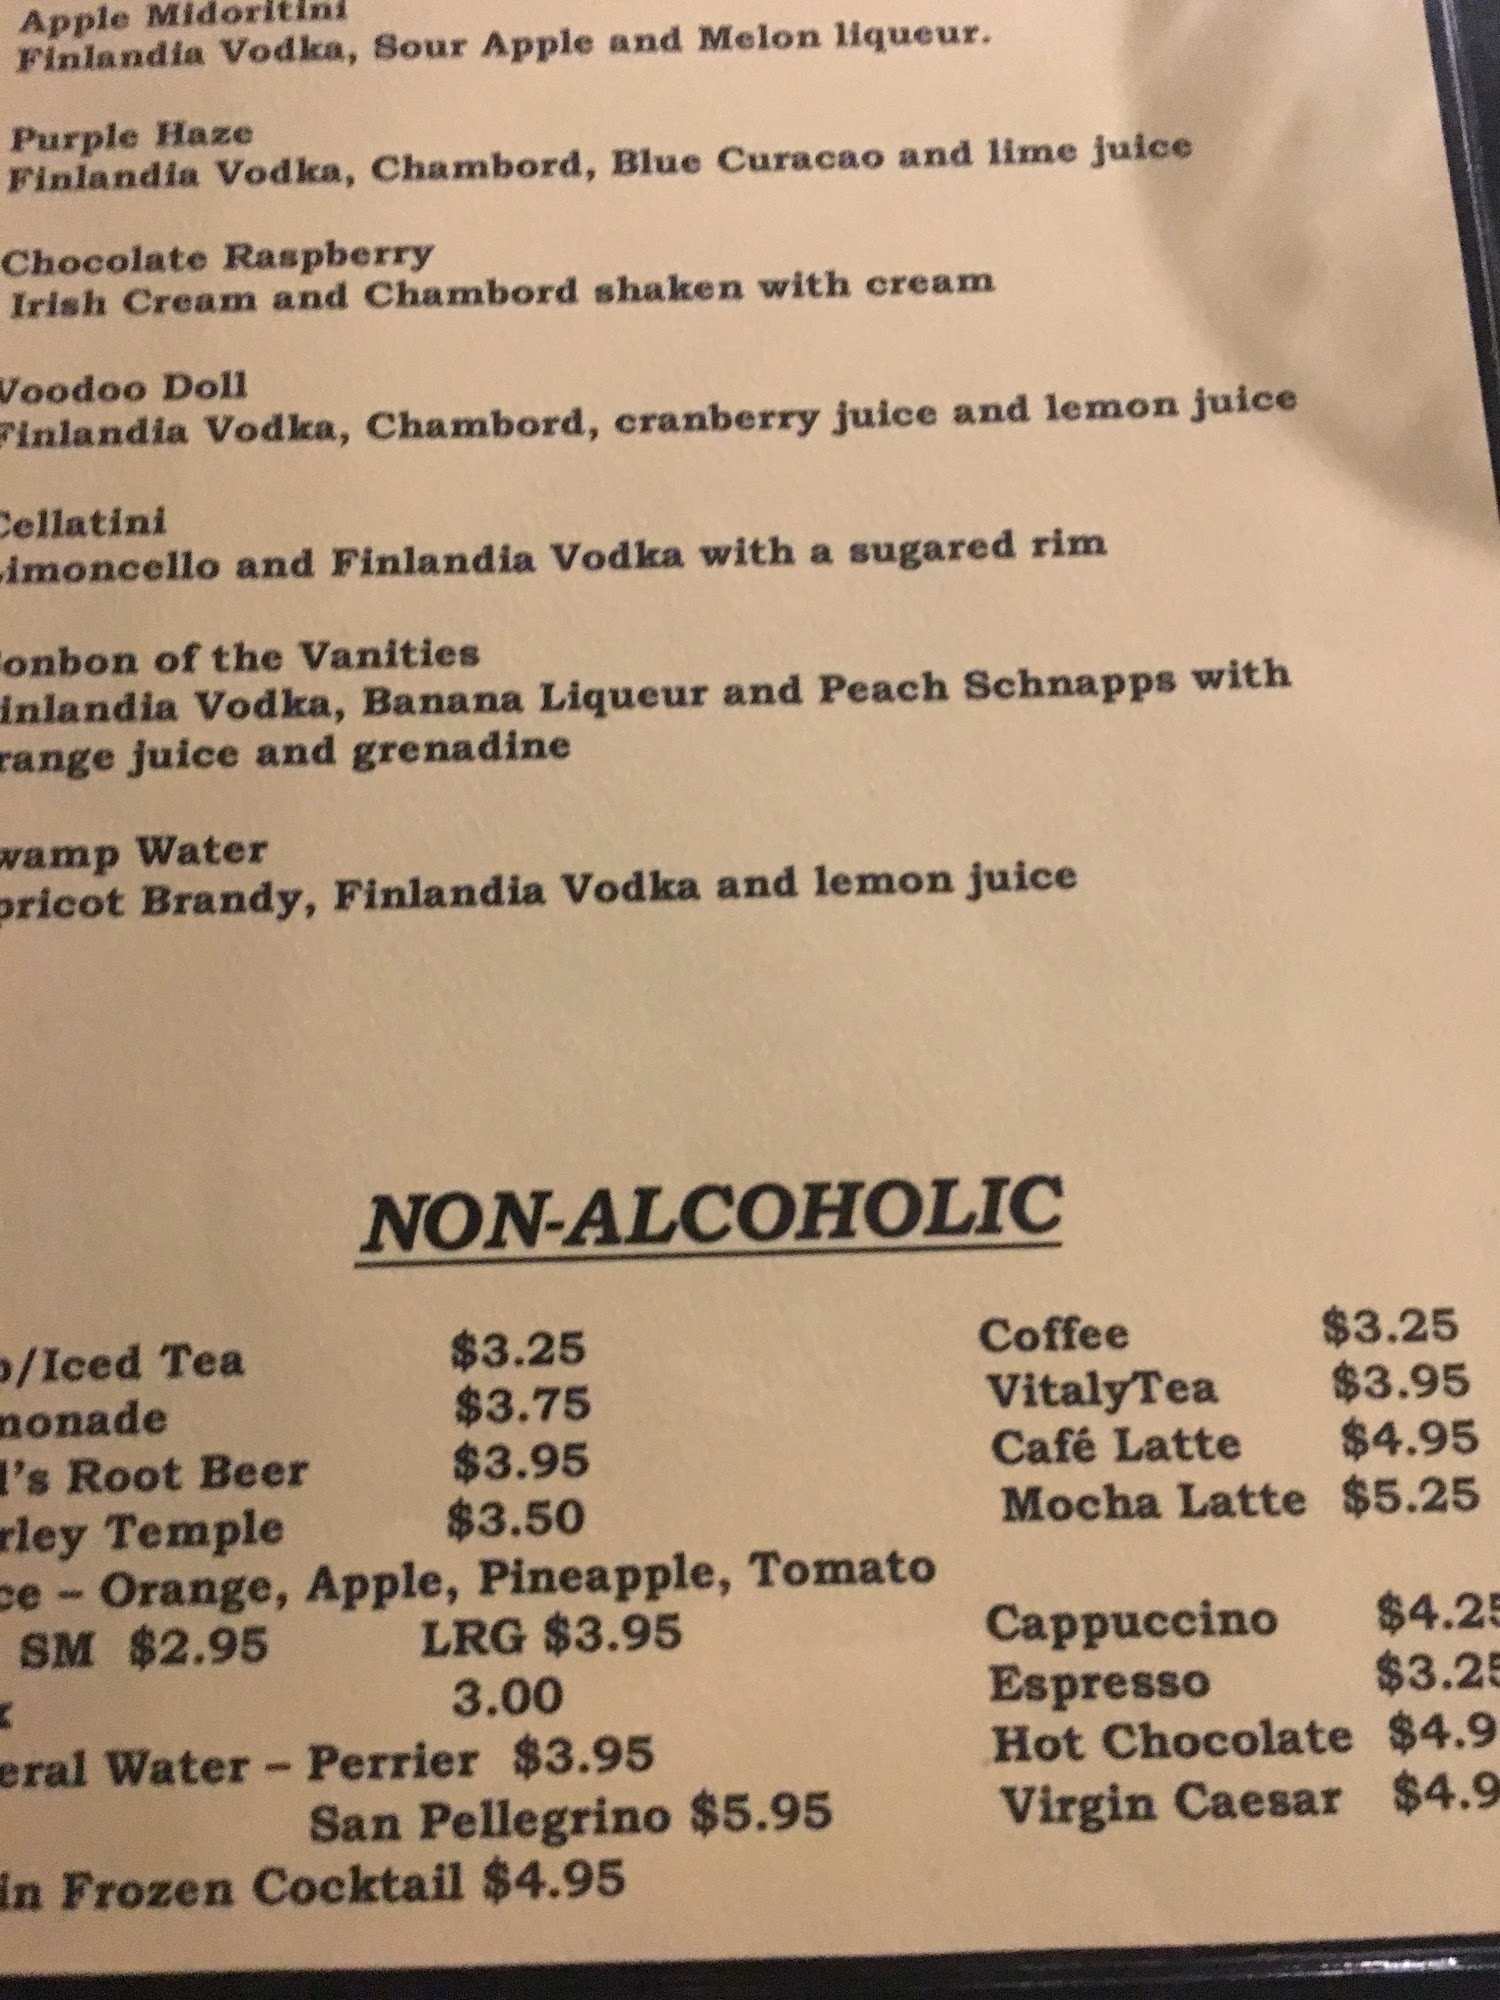 Apple Midoritini
Finlandia Vodka, Sour Apple and Melon liqueur.
Purple Haze
Finlandia Vodka, Chambord, Blue Curacao and lime juice
Chocolate Raspberry
Irish Cream and Chambord shaken with cream
Voodoo Doll
Finlandia Vodka, Chambord, cranberry juice and lemon juice
Cellatini
Limoncello and Finlandia Vodka with a sugared rim
onbon of the Vanities
inlandia Vodka, Banana Liqueur and Peach Schnapps with
range juice and grenadine
wamp Water
pricot Brandy, Finlandia Vodka and lemon juice
NON-ALCOHOLIC
/Iced Tea $3.25
monade $3.75
l's Root Beer $3.95
rley Temple $3.50
ce – Orange, Apple, Pineapple, Tomato
SM $2.95 LRG $3.95
3.00
eral Water – Perrier $3.95
San Pellegrino $5.95
in Frozen Cocktail $4.95
Coffee $3.25
VitalyTea $3.95
Café Latte $4.95
Mocha Latte $5.25
Cappuccino $4.25
Espresso $3.25
Hot Chocolate $4.9
Virgin Caesar $4.9